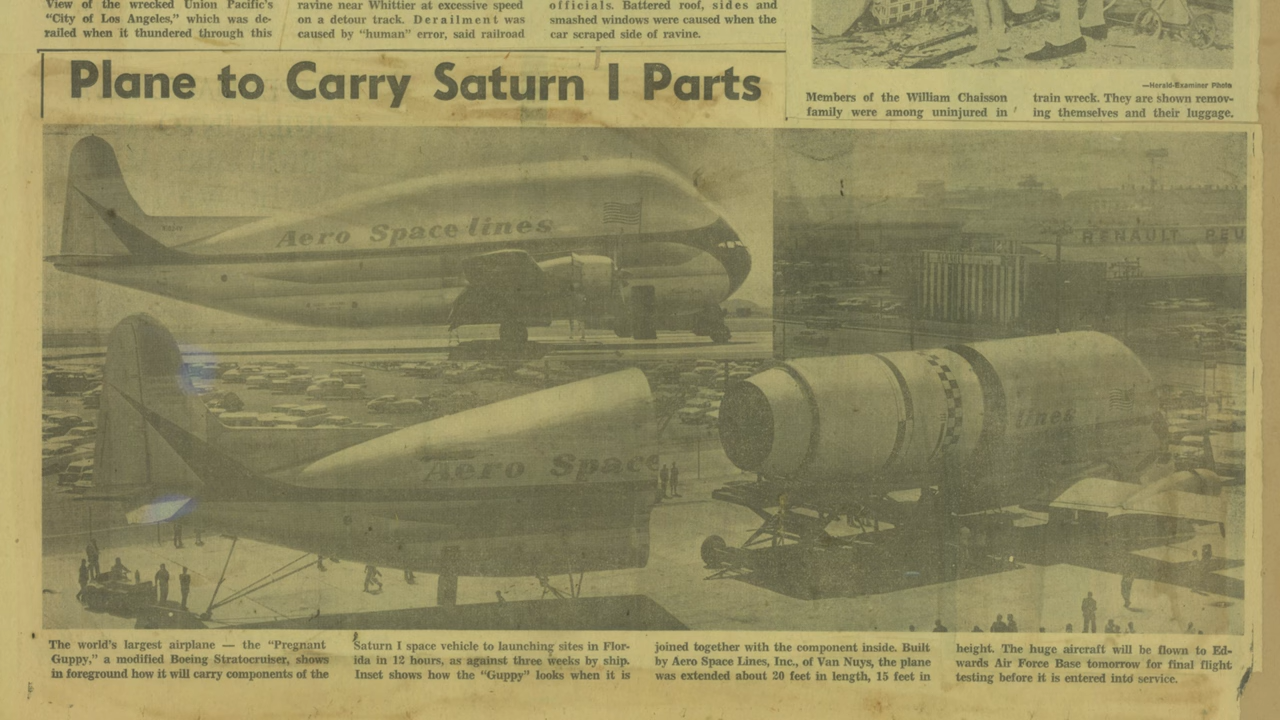 View of the wrecked Union Pacific's
"City of Los Angeles," which was de-
railed when it thundered through this
ravine near Whittier at excessive speed
on a detour track. Derailment was
caused by "human" error, said railroad
officials. Battered roof, sides and
smashed windows were caused when the
car scraped side of ravine.
—Herald-Examiner Photo
Members of the William Chaisson
family were among uninjured in
train wreck. They are shown remov-
ing themselves and their luggage.
Plane to Carry Saturn I Parts
Aero Space lines
RENAULT PEU
Aero Space
lines
The world's largest airplane — the "Pregnant
Guppy," a modified Boeing Stratocruiser, shows
in foreground how it will carry components of the
Saturn I space vehicle to launching sites in Flor-
ida in 12 hours, as against three weeks by ship.
Inset shows how the "Guppy" looks when it is
joined together with the component inside. Built
by Aero Space Lines, Inc., of Van Nuys, the plane
was extended about 20 feet in length, 15 feet in
height. The huge aircraft will be flown to Ed-
wards Air Force Base tomorrow for final flight
testing before it is entered into service.